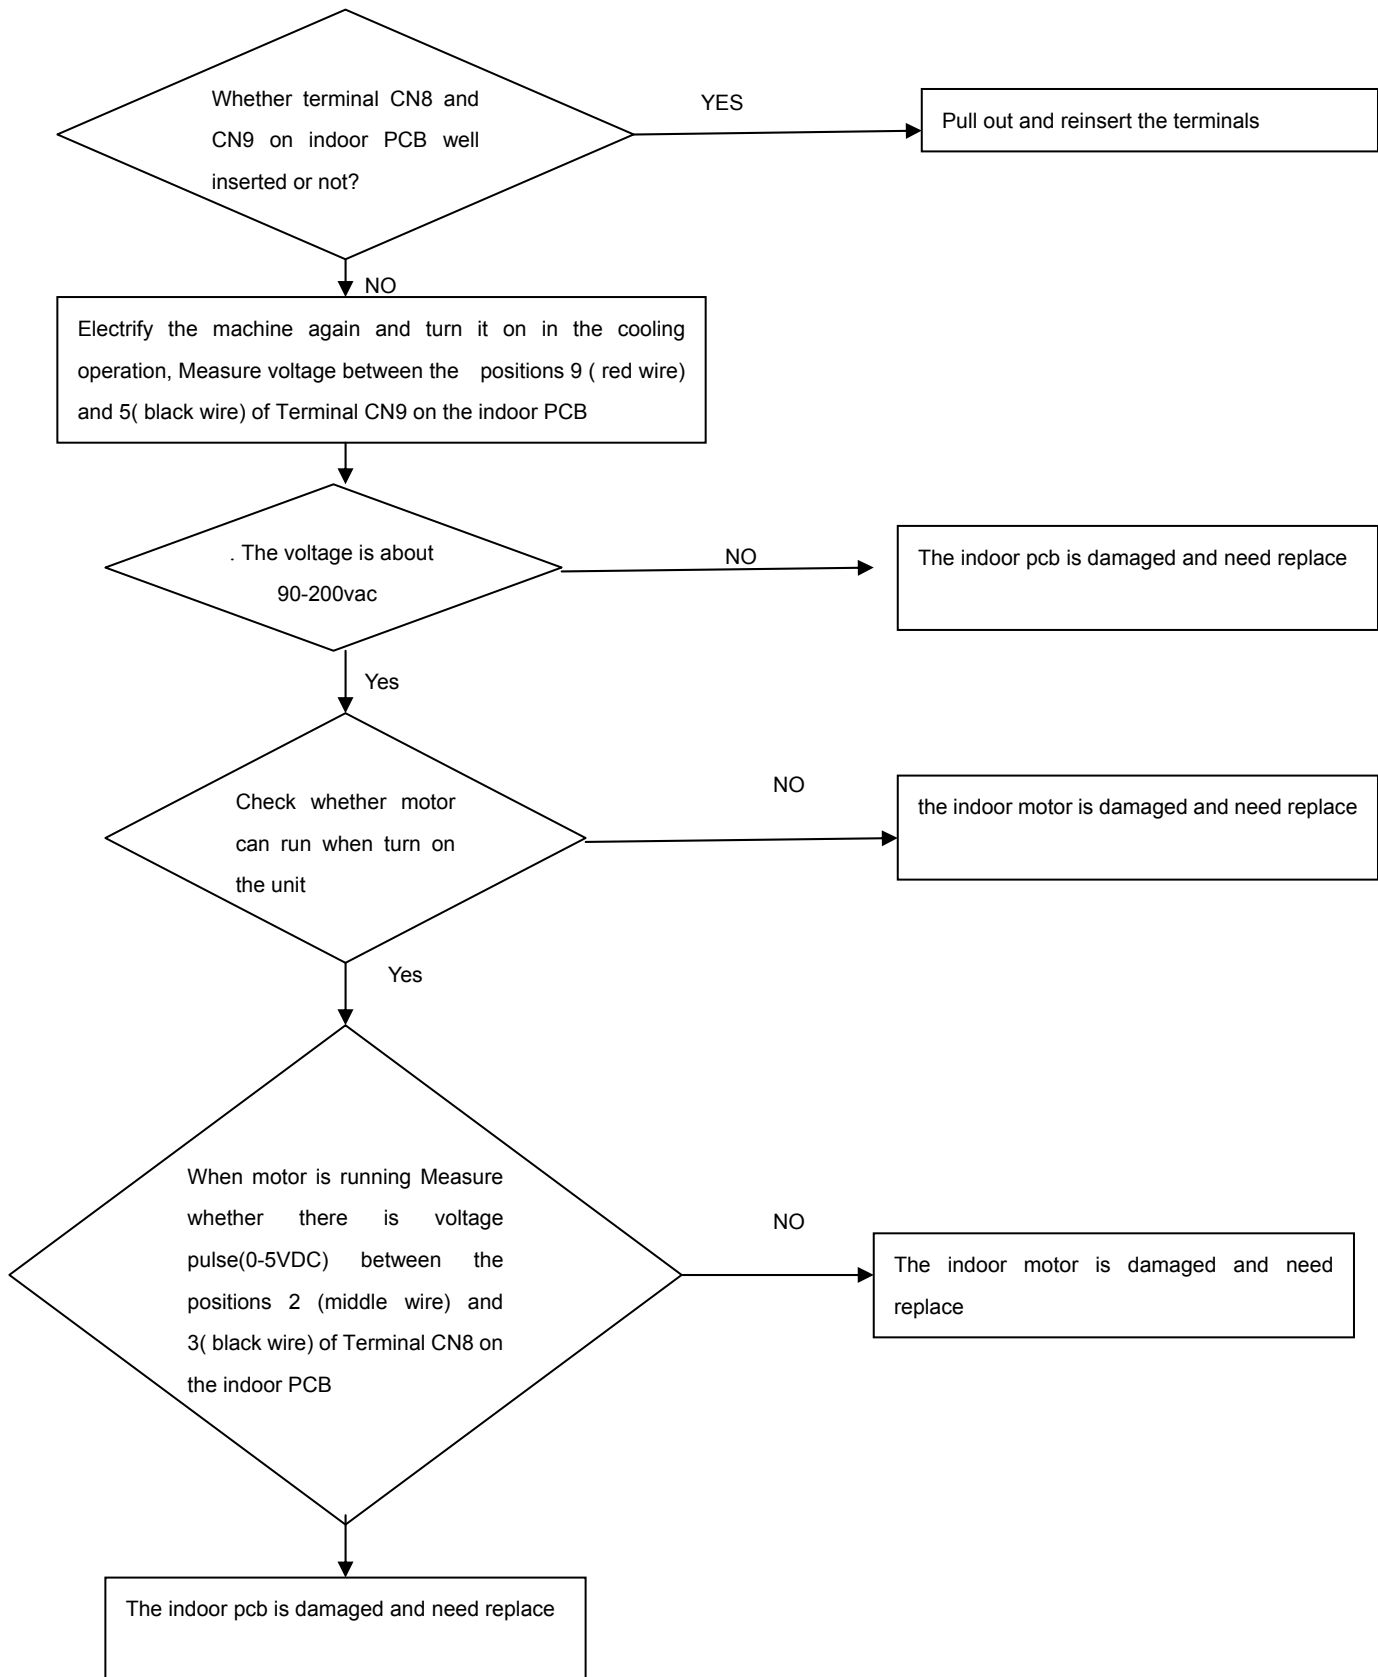 Whether terminal CN8 and
CN9 on indoor PCB well
inserted or not?
YES
Pull out and reinsert the terminals
NO
Electrify the machine again and turn it on in the cooling
operation, Measure voltage between the positions 9 ( red wire)
and 5( black wire) of Terminal CN9 on the indoor PCB
. The voltage is about
90-200vac
NO
The indoor pcb is damaged and need replace
Yes
Check whether motor
can run when turn on
the unit
NO
the indoor motor is damaged and need replace
Yes
When motor is running Measure
whether there is voltage
pulse(0-5VDC) between the
positions 2 (middle wire) and
3( black wire) of Terminal CN8 on
the indoor PCB
NO
The indoor motor is damaged and need
replace
The indoor pcb is damaged and need replace